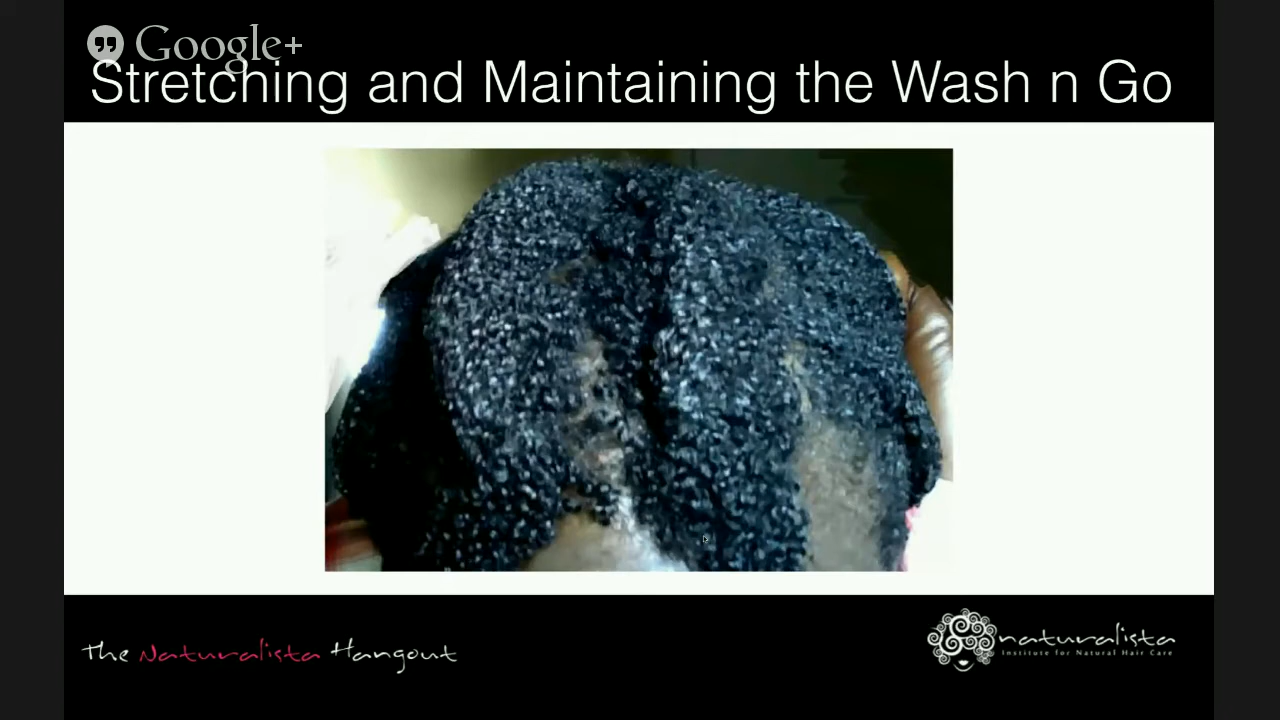 Google+
Stretching and Maintaining the Wash n Go
The Naturalista Hangout
naturalista
Institute for Natural Hair Care